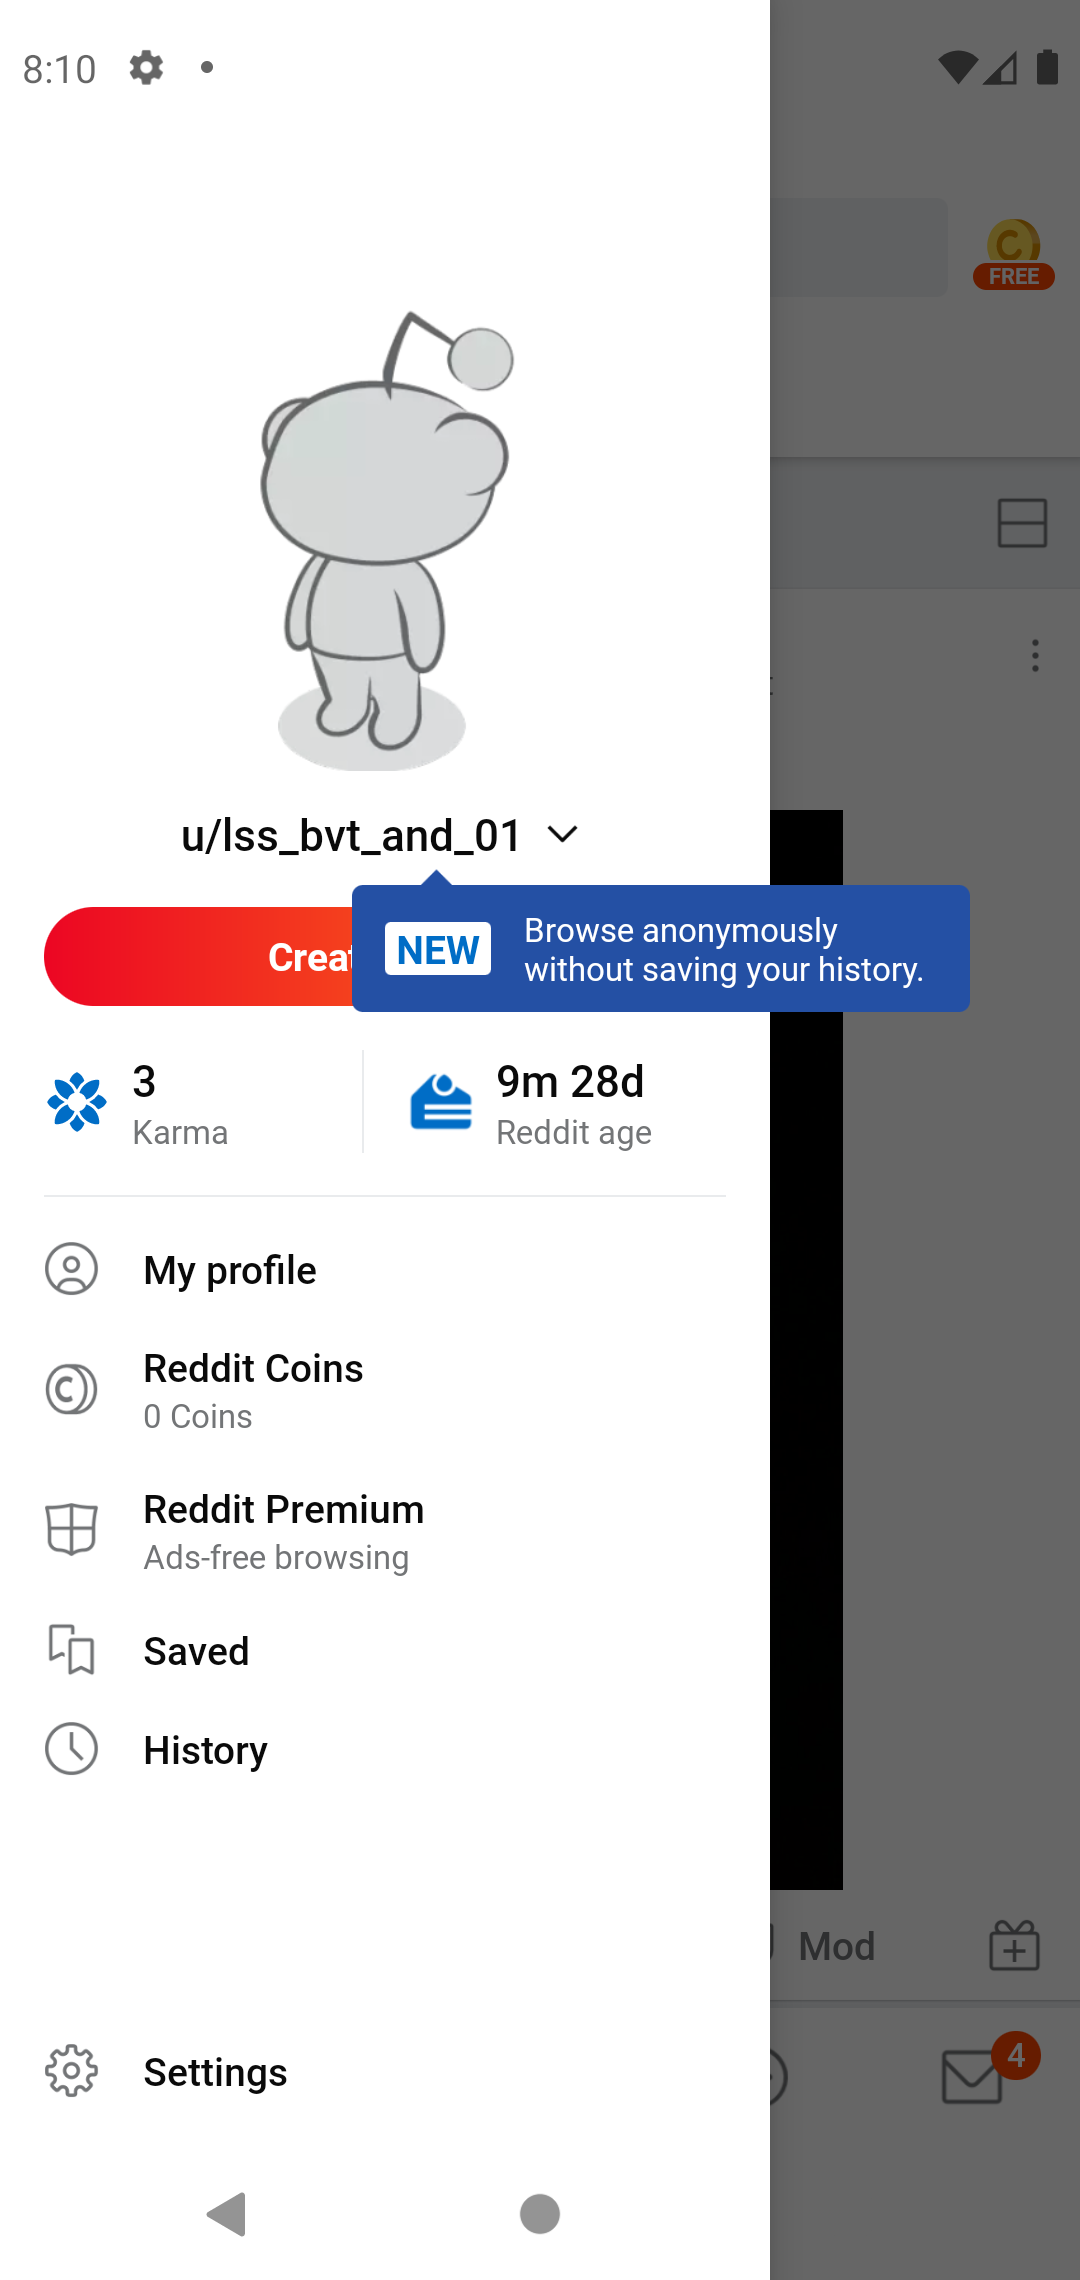 8:10
FREE
u/lss_bvt_and_01
NEW
Browse anonymously
without saving your history.
3
Karma
9m 28d
Reddit age
My profile
Reddit Coins
0 Coins
Reddit Premium
Ads-free browsing
Saved
History
Mod
Settings
4